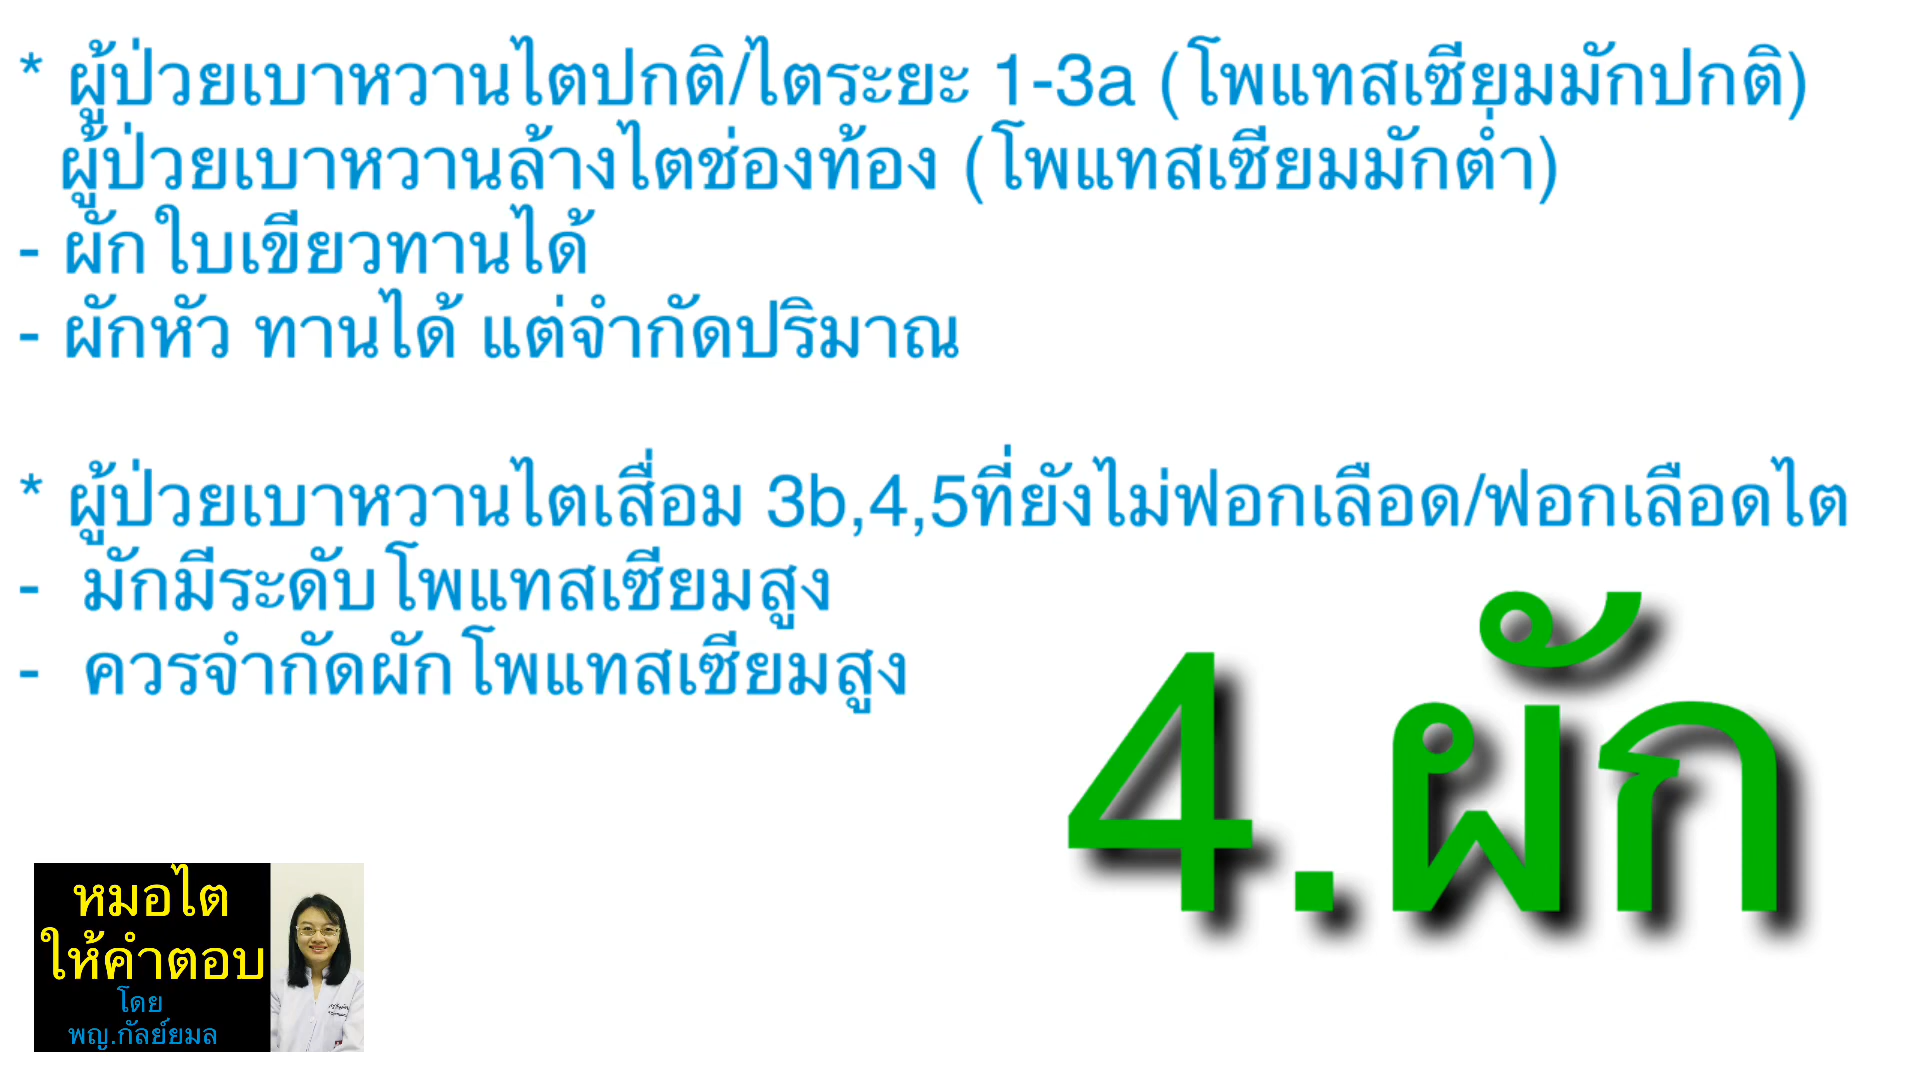 * ผู้ป่วยเบาหวานไตปกติ/ไตระยะ 1-3a (โพแทสเซียมมักปกติ)
ผู้ป่วยเบาหวานล้างไตช่องท้อง (โพแทสเซียมมักต่ำ)
- ผักใบเขียวทานได้
- ผักหัว ทานได้ แต่จำกัดปริมาณ
* ผู้ป่วยเบาหวานไตเสื่อม 3b,4,5ที่ยังไม่ฟอกเลือด/ฟอกเลือดไต
- มักมีระดับโพแทสเซียมสูง
- ควรจำกัดผักโพแทสเซียมสูง
4.ผัก
หมอไต
ให้คำตอบ
โดย
พญ.กัลย์ยมล